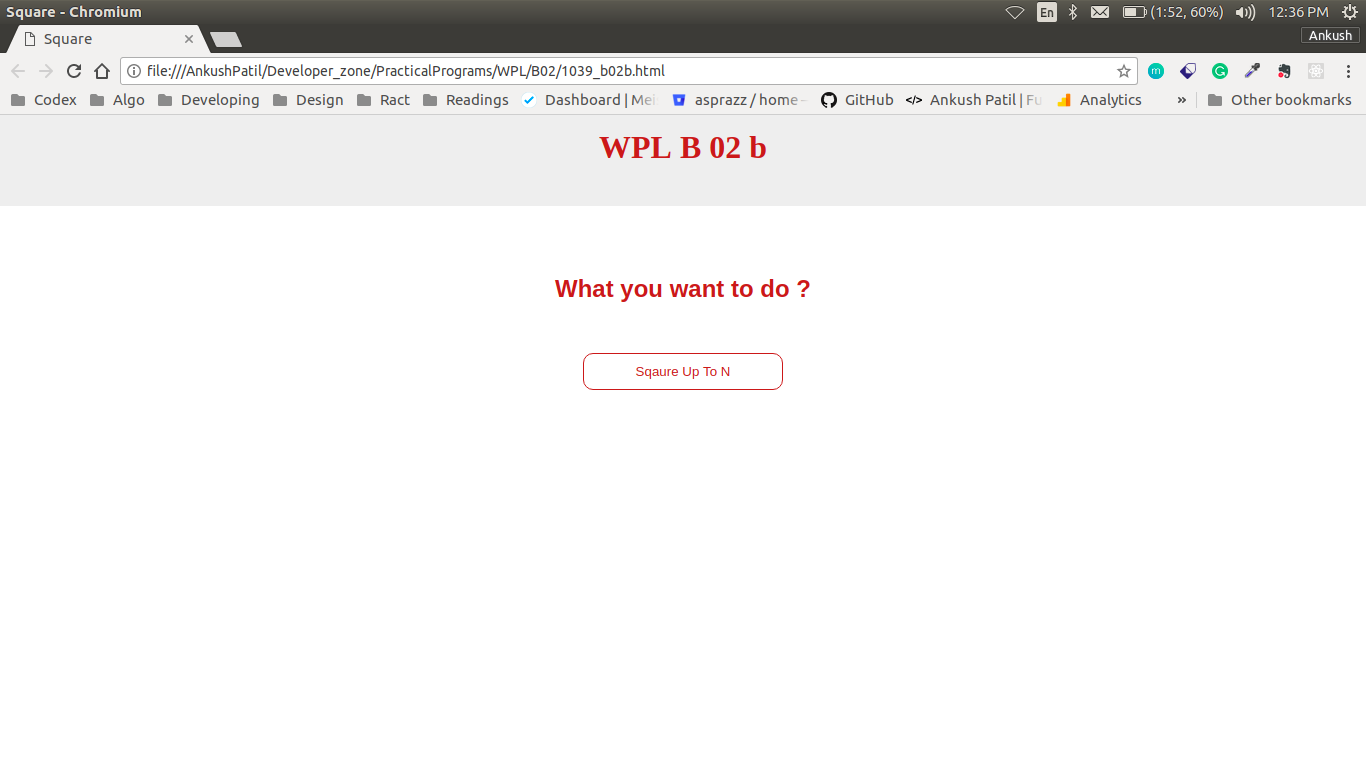 Square - Chromium
En
(1:52, 60%)
12:36 PM
Square
Ankush
file:///AnkushPatil/Developer_zone/PracticalPrograms/WPL/B02/1039_b02b.html
Codex Algo Developing Design Ract Readings Dashboard | Mei asprazz / home GitHub </> Ankush Patil | Fu Analytics » Other bookmarks
WPL B 02 b
What you want to do ?
Sqaure Up To N